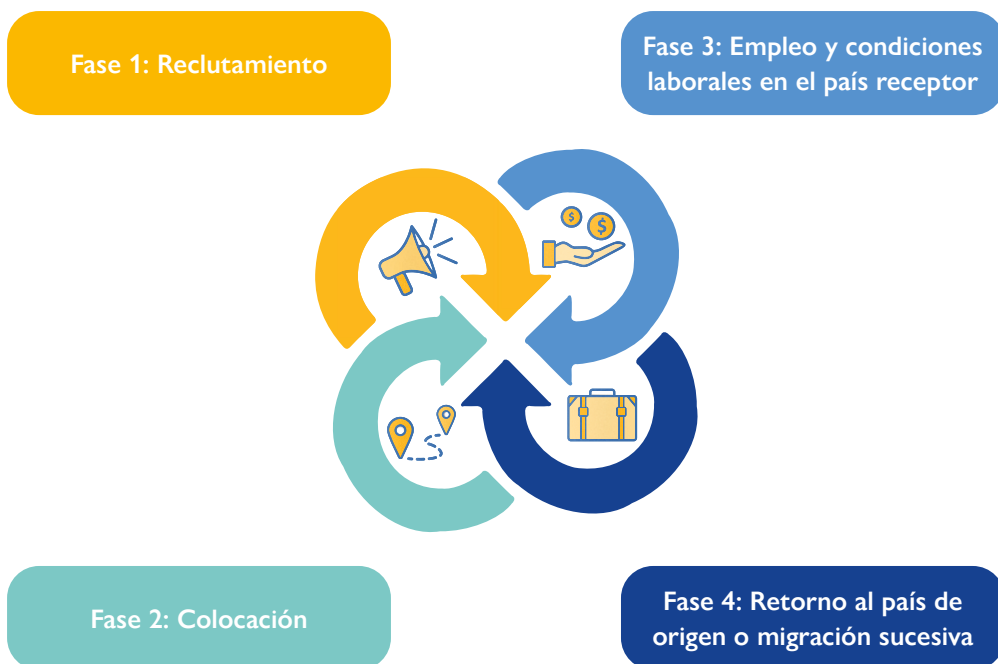 Fase 1: Reclutamiento
Fase 3: Empleo y condiciones
laborales en el país receptor
$
$
Fase 2: Colocación
Fase 4: Retorno al país de
origen o migración sucesiva